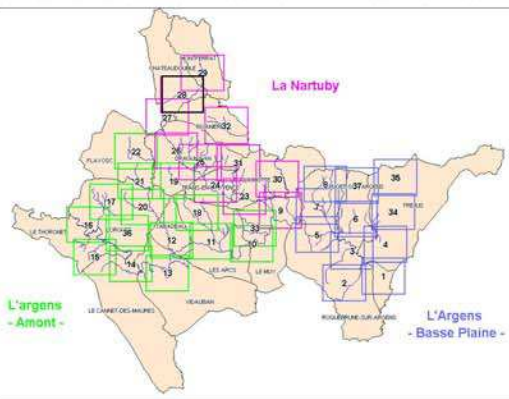 MONTFERRAT
29
CHATEAUDOUBLE
La Nartuby
28
27
32
22
26
31
FLAYOSC
25
30
37
35
21
19
24
17
20
18
23
9
7
6
34
FREJUS
16
36
33
LE THORONET
12
11
10
5
3
4
15
14
13
LES ARCS
LE MUY
2
1
L'argens
- Amont -
VIDAUBAN
LE CANNET-DES-MAURES
ROQUEBRUNE-SUR-ARGENS
L'Argens
- Basse Plaine -